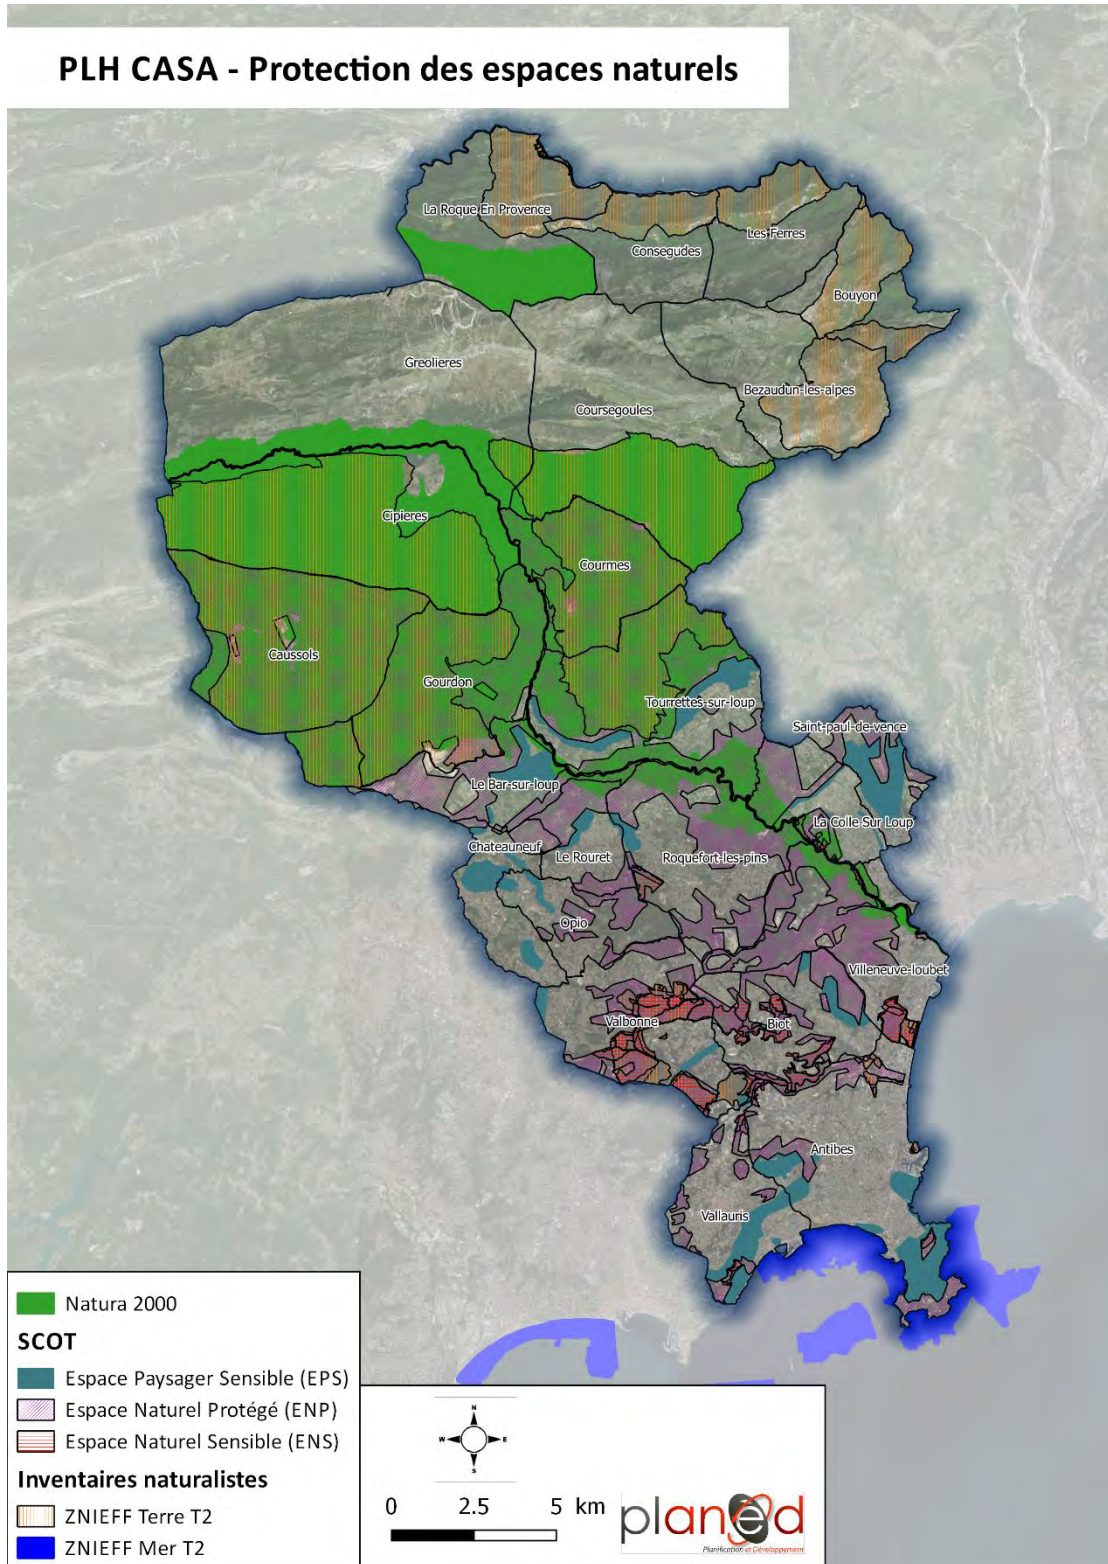 PLH CASA - Protection des espaces naturels
La Roque En Provence
Les Ferres
Consegudes
Bouyon
Greolieres
Bezaudun-les-alpes
Coursegoules
Cipieres
Courmes
Caussols
Gourdon
Tourrettes-sur-loup
Saint-paul-de-vence
Le Bar-sur-loup
La Colle Sur Loup
Chateauneuf
Le Rouret
Roquefort-les-pins
Opio
Villeneuve-loubet
Valbonne
Biot
Antibes
Vallauris
Natura 2000
SCOT
Espace Paysager Sensible (EPS)
Espace Naturel Protégé (ENP)
Espace Naturel Sensible (ENS)
Inventaires naturalistes
ZNIEFF Terre T2
ZNIEFF Mer T2
N
W E
S
0 2.5 5 km
planed
Planification et Développement